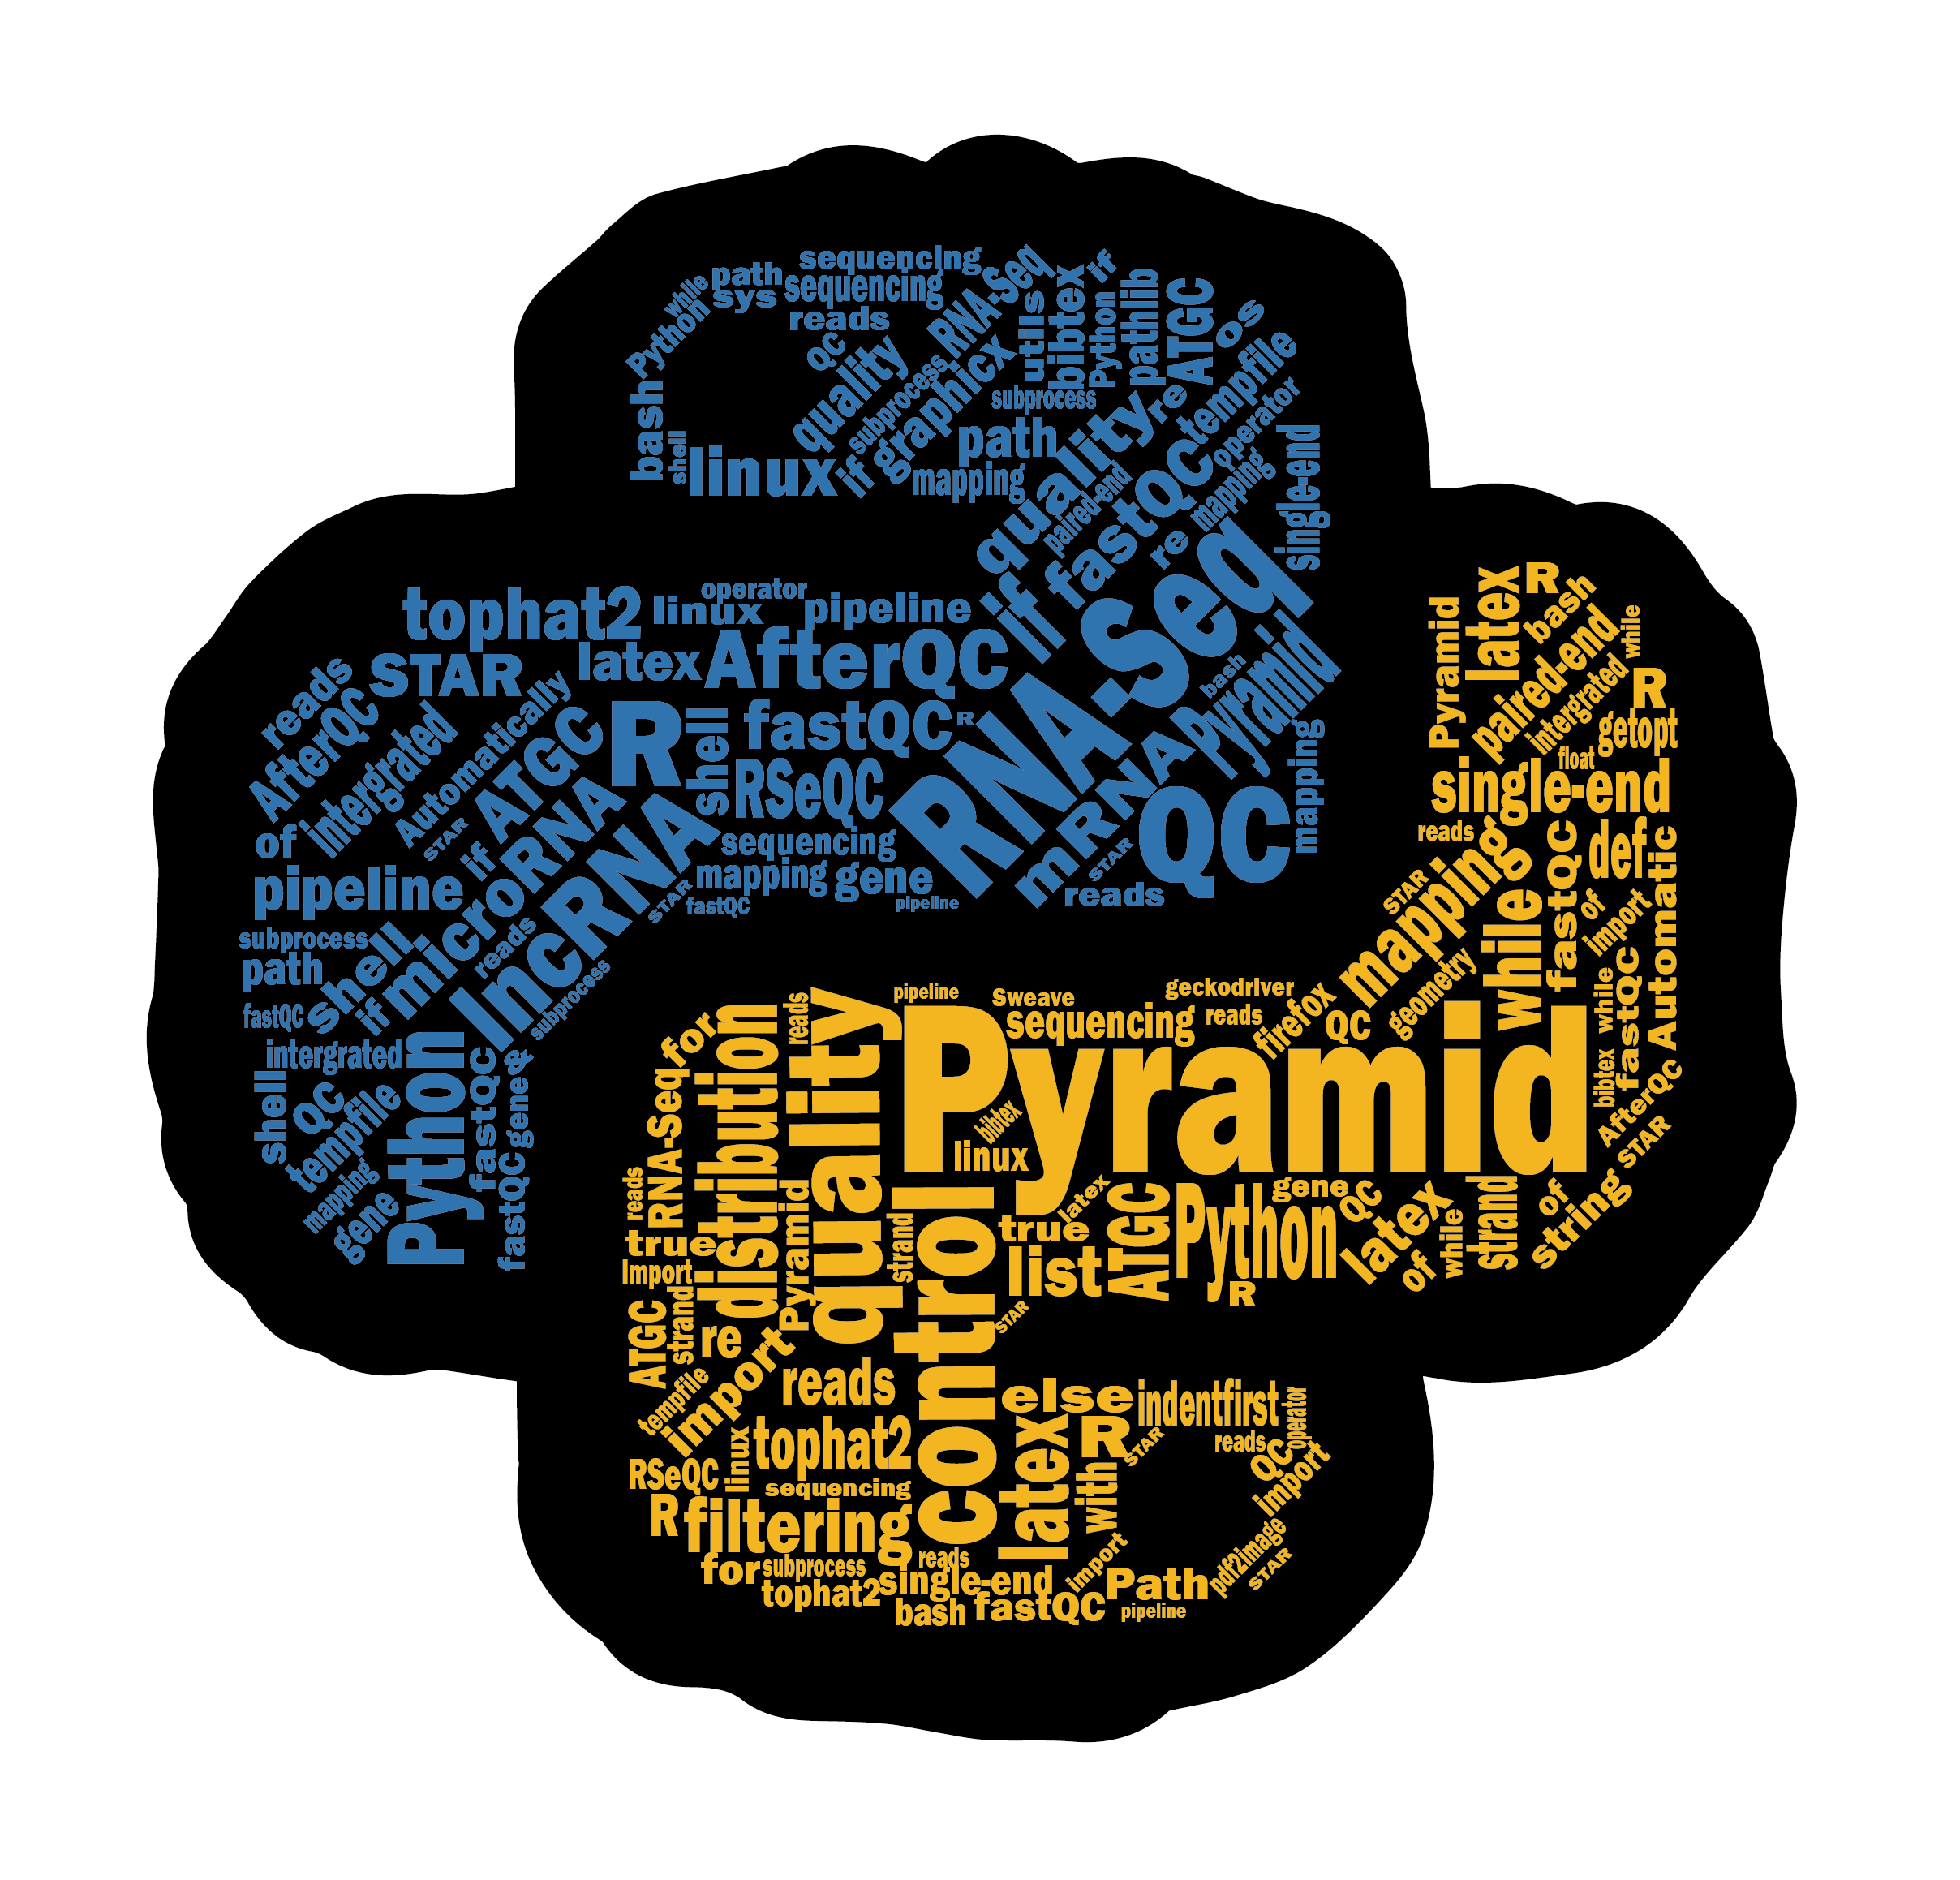 sequencing
path
while
sys
sequencing
RNA-seq
if
Python
reads
utils
bibtex
Python
pathlib
ATGC
os
qc
quality
subprocess
graphicx
subprocess
re
tempfile
bash
shell
linux
if
path
mapping
quality
paired-end
fastQC
operator
mapping
re
single-end
tophat2
operator
linux
pipeline
if
RNA-Seq
STAR
latex
AfterQC
bash
Pyramid
reads
AfterQC
intergrated
Automatically
ATGC
R
shell
fastQC
R
RSeQC
mRNA
QC
mapping
of
STAR
if
microRNA
lncRNA
sequencing
STAR
pipeline
mapping
gene
reads
STAR
fastQC
pipeline
subprocess
shell
reads
path
if
subprocess
fastQC
intergrated
Python
shell
QC
tempfile
fastQC
gene&
mapping
gene
fastQC
latex
R
Pyramid
bash
paired-end
while
intergrated
R
getopt
float
single-end
reads
mapping
while
fastQC
def
Automatic
STAR
of
import
geometry
while
fastQC
bibtex
AfterQc
STAR
pipeline
Sweave
geckodriver
sequencing
reads
firefox
QC
Pyramid
reads
quality
distribution
for
RNA-Seq
bibtex
linux
reads
true
Import
Pyramid
strand
control
latex
true
list
ATGC
Python
gene
QC
latex
R
of
while
strand
of
string
STAR
ATGC
strand
re
import
tempfile
reads
else
indentfirst
operator
linux
tophat2
latex
R
STAR
reads
QC
import
RSeQC
sequencing
with
R
filtering
reads
import
for
subprocess
single-end
Path
pdf2image
STAR
tophat2
bash
fastQC
pipeline